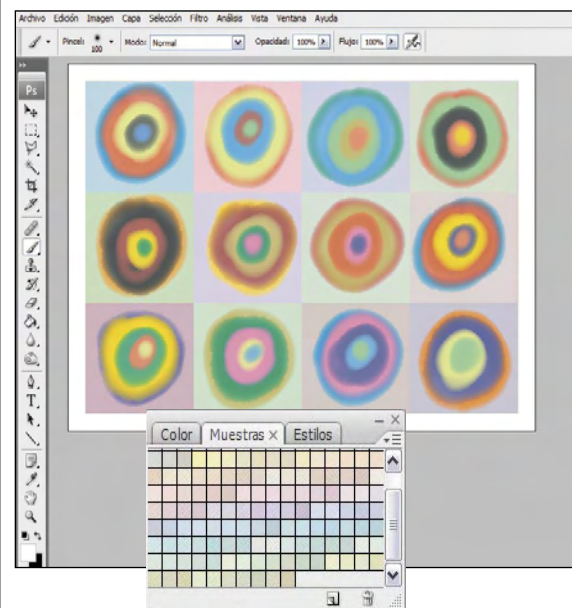 Archivo Edición Imagen Capa Selección Filtro Análisis Vista Ventana Ayuda
Pincel: 100 Modo: Normal Opacidad: 100% Flujo: 100%
Ps
T
Color Muestras × Estilos